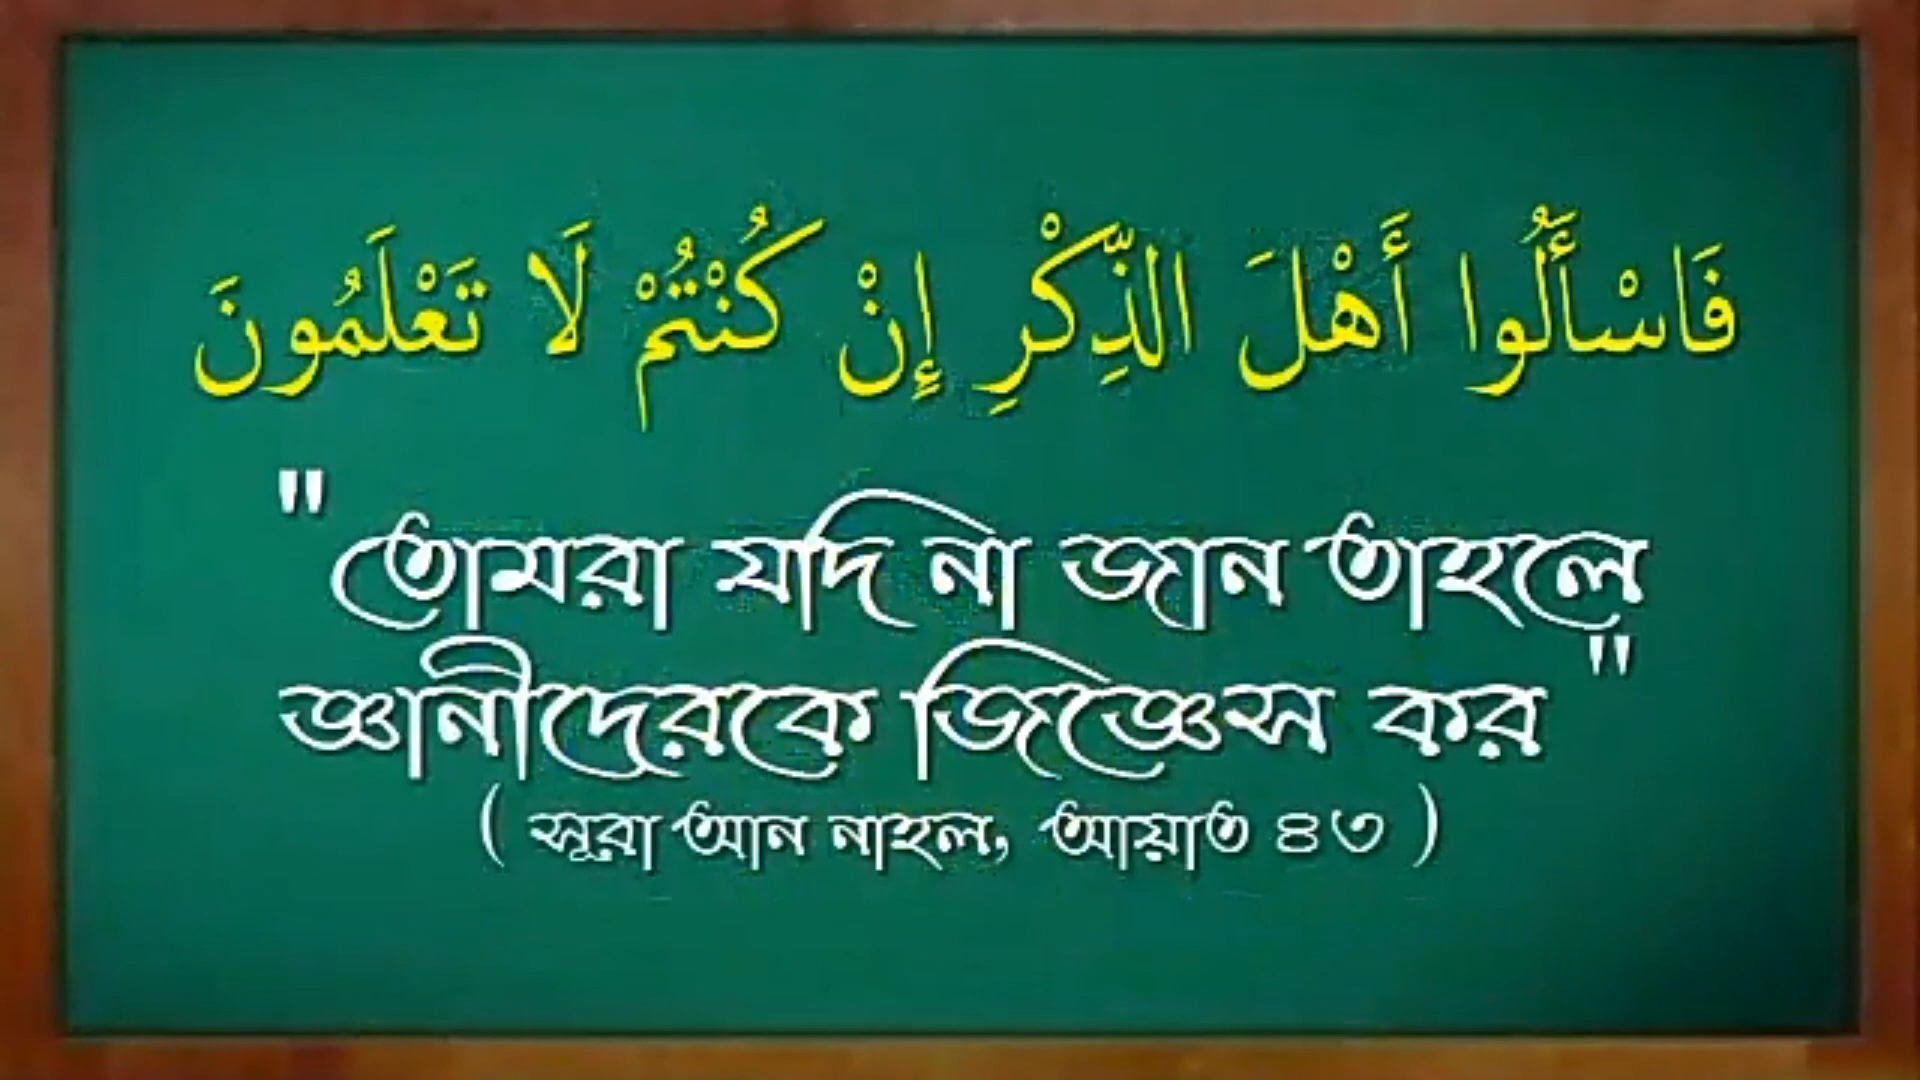 فَاسْأَلُوا أَهْلَ الذِّكْرِ إِنْ كُنْتُمْ لَا تَعْلَمُونَ
"তোমরা যদি না জান তাহলে
জ্ঞানীদেরকে জিজ্ঞেস কর"
( সূরা আন নাহল, আয়াত ৪৩ )